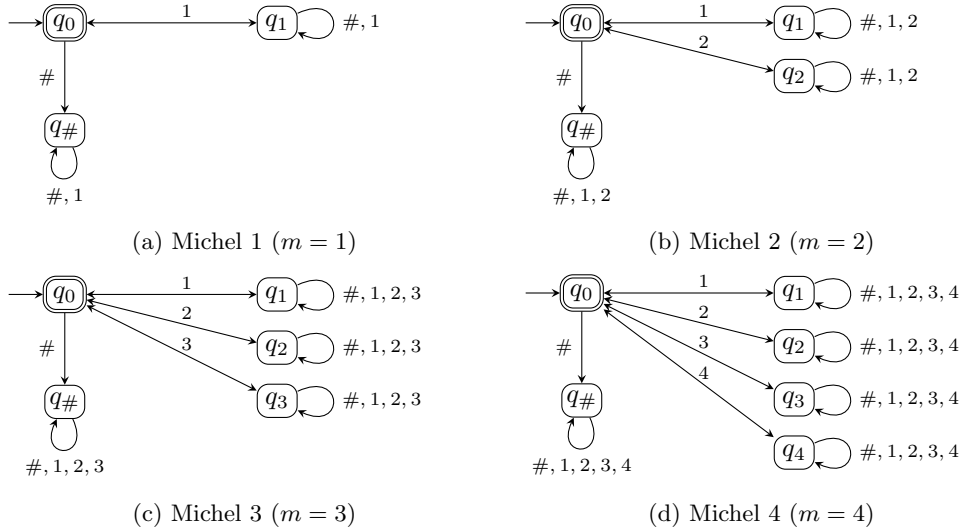 q0 1 q1 #, 1
#
q#
#, 1
(a) Michel 1 (m = 1)
q0 1 q1 #, 1, 2
2 q2 #, 1, 2
#
q#
#, 1, 2
(b) Michel 2 (m = 2)
q0 1 q1 #, 1, 2, 3
2 q2 #, 1, 2, 3
3 q3 #, 1, 2, 3
#
q#
#, 1, 2, 3
(c) Michel 3 (m = 3)
q0 1 q1 #, 1, 2, 3, 4
2 q2 #, 1, 2, 3, 4
3 q3 #, 1, 2, 3, 4
4 q4 #, 1, 2, 3, 4
#
q#
#, 1, 2, 3, 4
(d) Michel 4 (m = 4)